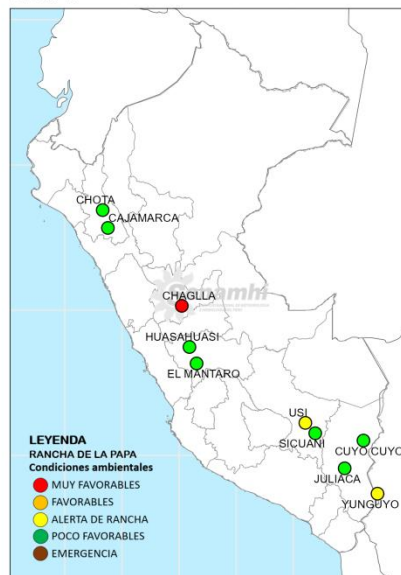 CHOTA
CAJAMARCA
Senamhi
CHAGLLA
HUASAHUASI
EL MANTARO
USI
SICUANI
CUYO CUYO
JULIACA
YUNGUYO
LEYENDA
RANCHA DE LA PAPA
Condiciones ambientales
MUY FAVORABLES
FAVORABLES
ALERTA DE RANCHA
POCO FAVORABLES
EMERGENCIA